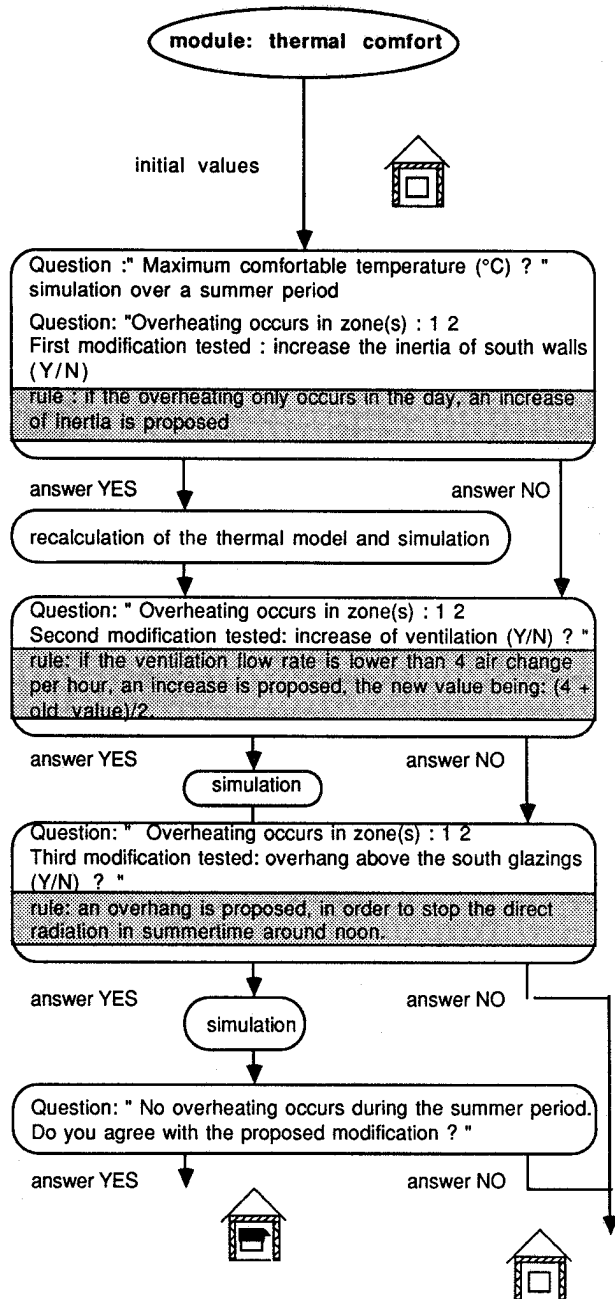 module: thermal comfort
initial values
Question :" Maximum comfortable temperature (°C) ? "
simulation over a summer period
Question: "Overheating occurs in zone(s) : 1 2
First modification tested : increase the inertia of south walls
(Y/N)
rule : if the overheating only occurs in the day, an increase
of inertia is proposed
answer YES
answer NO
recalculation of the thermal model and simulation
Question: " Overheating occurs in zone(s) : 1 2
Second modification tested: increase of ventilation (Y/N) ? "
rule: if the ventilation flow rate is lower than 4 air change
per hour, an increase is proposed, the new value being: (4 +
old value)/2.
answer YES
answer NO
simulation
Question: " Overheating occurs in zone(s) : 1 2
Third modification tested: overhang above the south glazings
(Y/N) ? "
rule: an overhang is proposed, in order to stop the direct
radiation in summertime around noon.
answer YES
answer NO
simulation
Question: " No overheating occurs during the summer period.
Do you agree with the proposed modification ? "
answer YES
answer NO